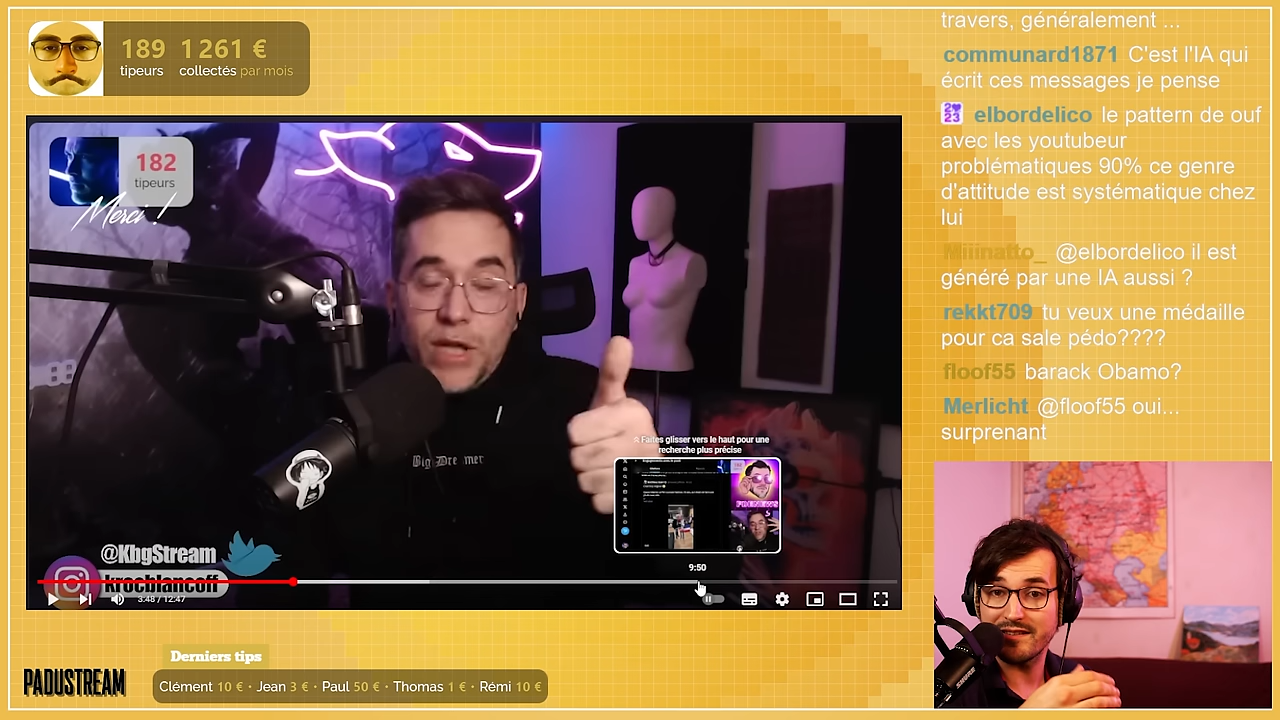 189 1 261 €
tipeurs collectés par mois
182
tipeurs
Merci !
Big Dreamer
@KbgStream
krocblancoff
Faites glisser vers le haut pour une
recherche plus précise
9:50
3:48 / 12:47
travers, généralement ...
communard1871 C'est l'IA qui
écrit ces messages je pense
elbordelico le pattern de ouf
avec les youtubeur
problématiques 90% ce genre
d'attitude est systématique chez
lui
Miiinatto_ @elbordelico il est
généré par une IA aussi ?
rekkt709 tu veux une médaille
pour ca sale pédo????
floof55 barack Obamo?
Merlicht @floof55 oui...
surprenant
PADUSTREAM
Derniers tips
Clément 10 € · Jean 3 € · Paul 50 € · Thomas 1 € · Rémi 10 €